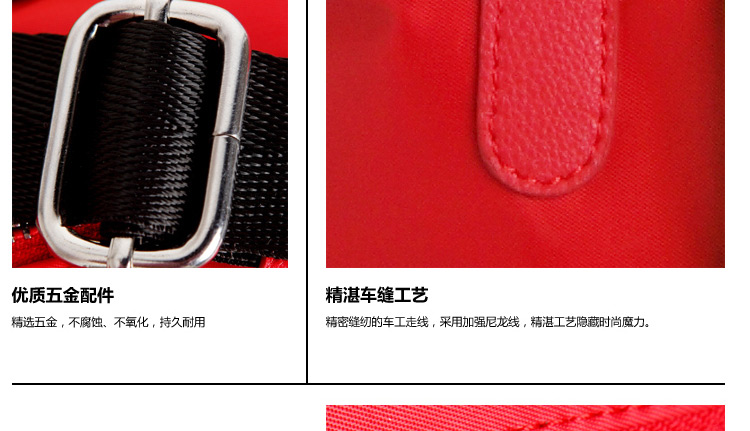 优质五金配件
精选五金，不腐蚀、不氧化，持久耐用
精湛车缝工艺
精密缝纫的车工走线，采用加强尼龙线，精湛工艺隐藏时尚魔力。